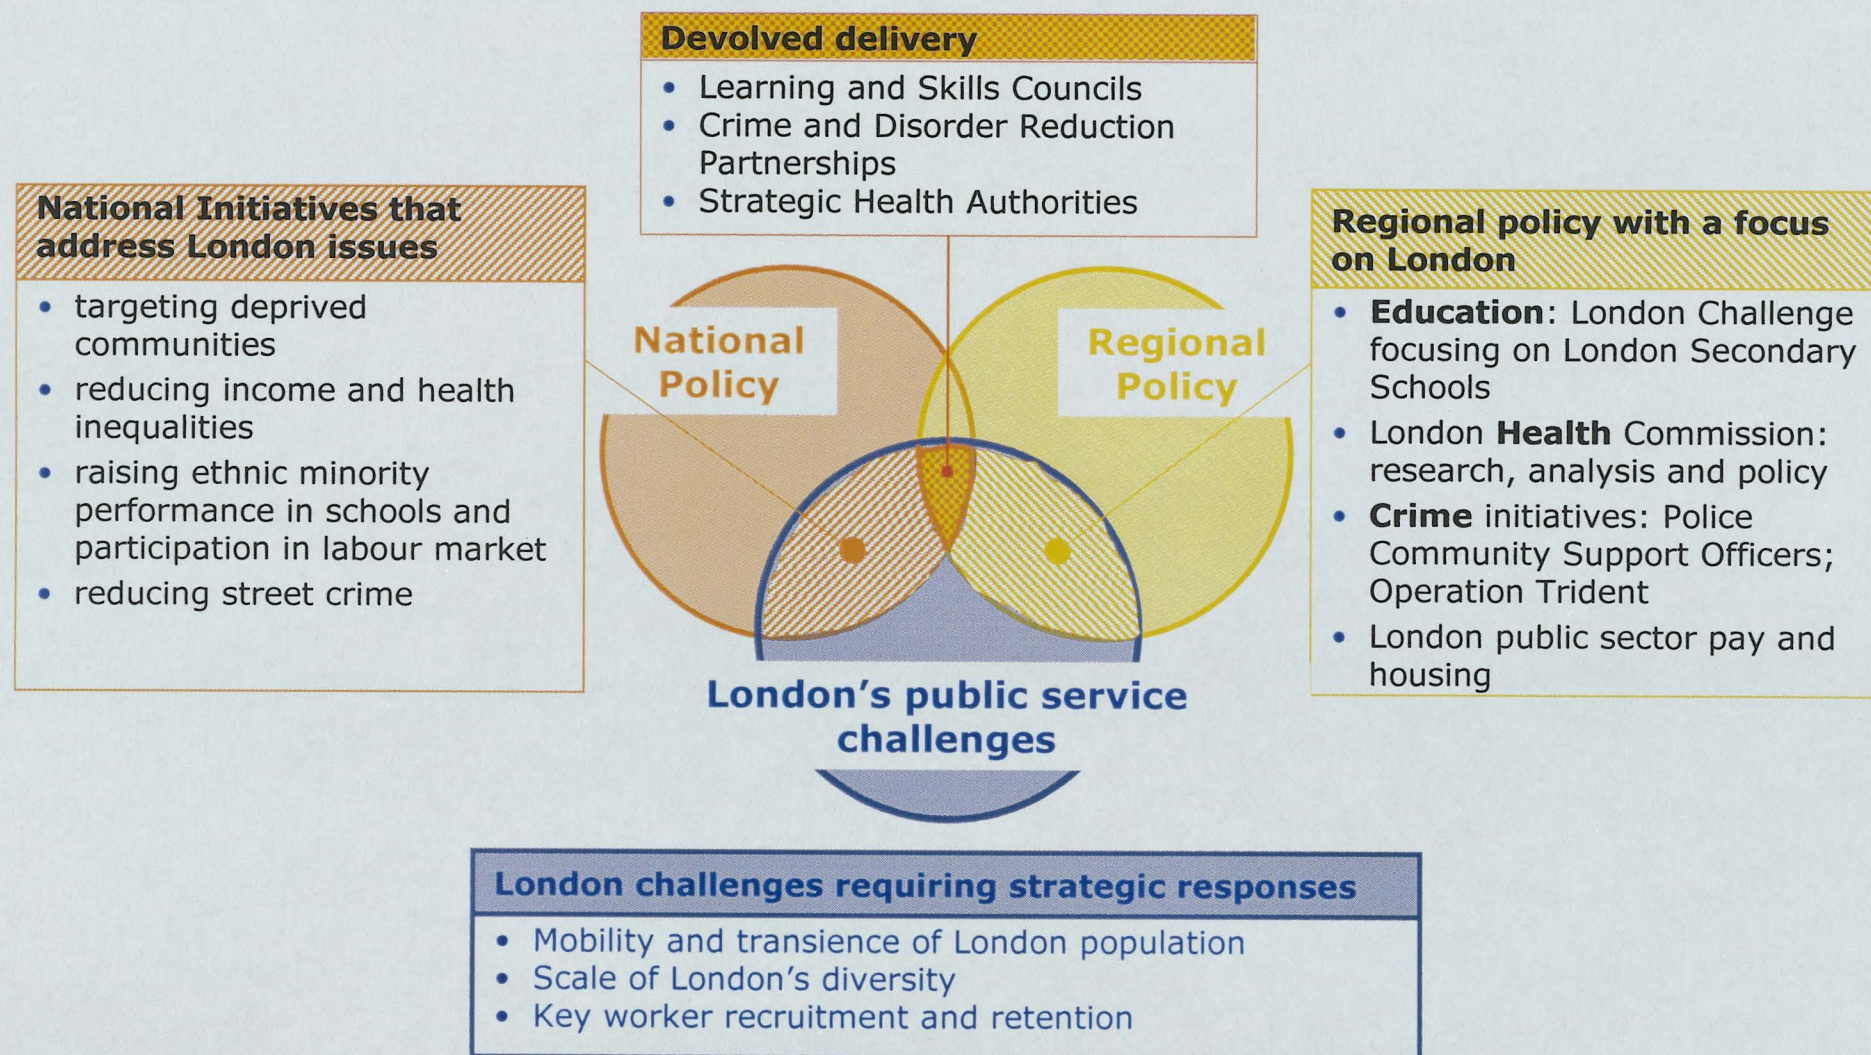 Devolved delivery
• Learning and Skills Councils
• Crime and Disorder Reduction
Partnerships
• Strategic Health Authorities
National Initiatives that
address London issues
• targeting deprived
communities
• reducing income and health
inequalities
• raising ethnic minority
performance in schools and
participation in labour market
• reducing street crime
National
Policy
Regional
Policy
Regional policy with a focus
on London
• Education: London Challenge
focusing on London Secondary
Schools
• London Health Commission:
research, analysis and policy
• Crime initiatives: Police
Community Support Officers;
Operation Trident
• London public sector pay and
housing
London's public service
challenges
London challenges requiring strategic responses
• Mobility and transience of London population
• Scale of London's diversity
• Key worker recruitment and retention